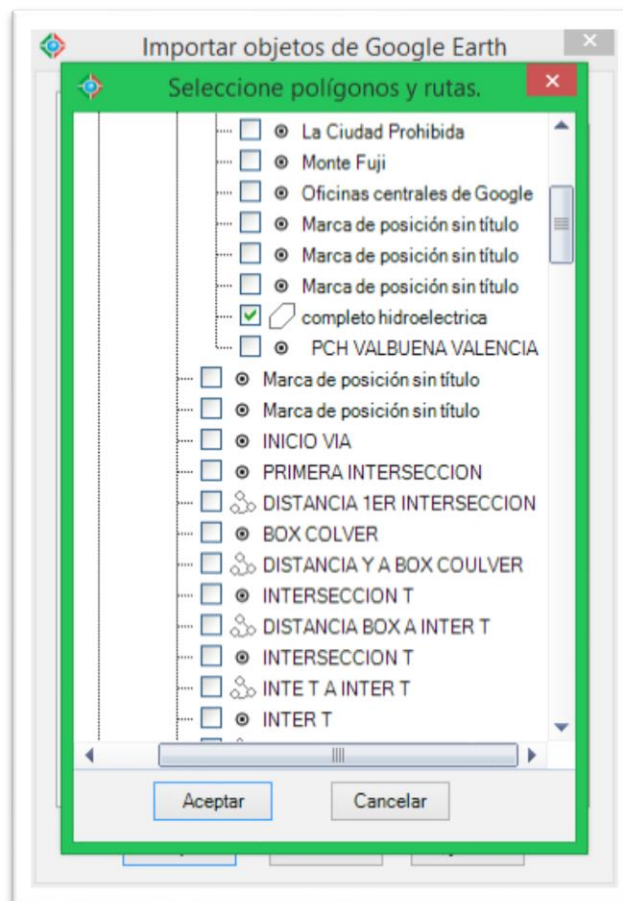 Importar objetos de Google Earth
Seleccione polígonos y rutas.
La Ciudad Prohibida
Monte Fuji
Oficinas centrales de Google
Marca de posición sin título
Marca de posición sin título
Marca de posición sin título
completo hidroelectrica
PCH VALBUENA VALENCIA
Marca de posición sin título
Marca de posición sin título
INICIO VIA
PRIMERA INTERSECCION
DISTANCIA 1ER INTERSECCION
BOX COLVER
DISTANCIA Y A BOX COULVER
INTERSECCION T
DISTANCIA BOX A INTER T
INTERSECCION T
INTE T A INTER T
INTER T
Aceptar
Cancelar